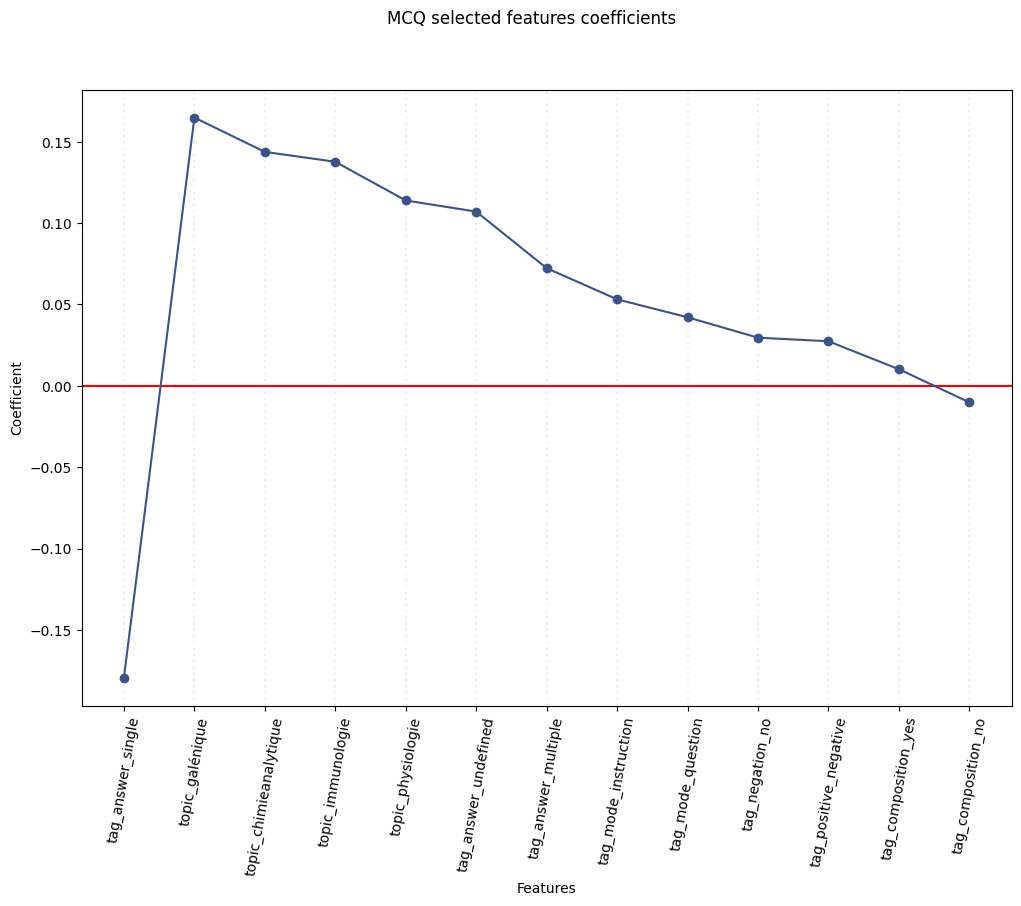 MCQ selected features coefficients
0.15
0.10
0.05
0.00
−0.05
−0.10
−0.15
Coefficient
tag_answer_single
topic_galénique
topic_chimieanalytique
topic_immunologie
topic_physiologie
tag_answer_undefined
tag_answer_multiple
tag_mode_instruction
tag_mode_question
tag_negation_no
tag_positive_negative
tag_composition_yes
tag_composition_no
Features